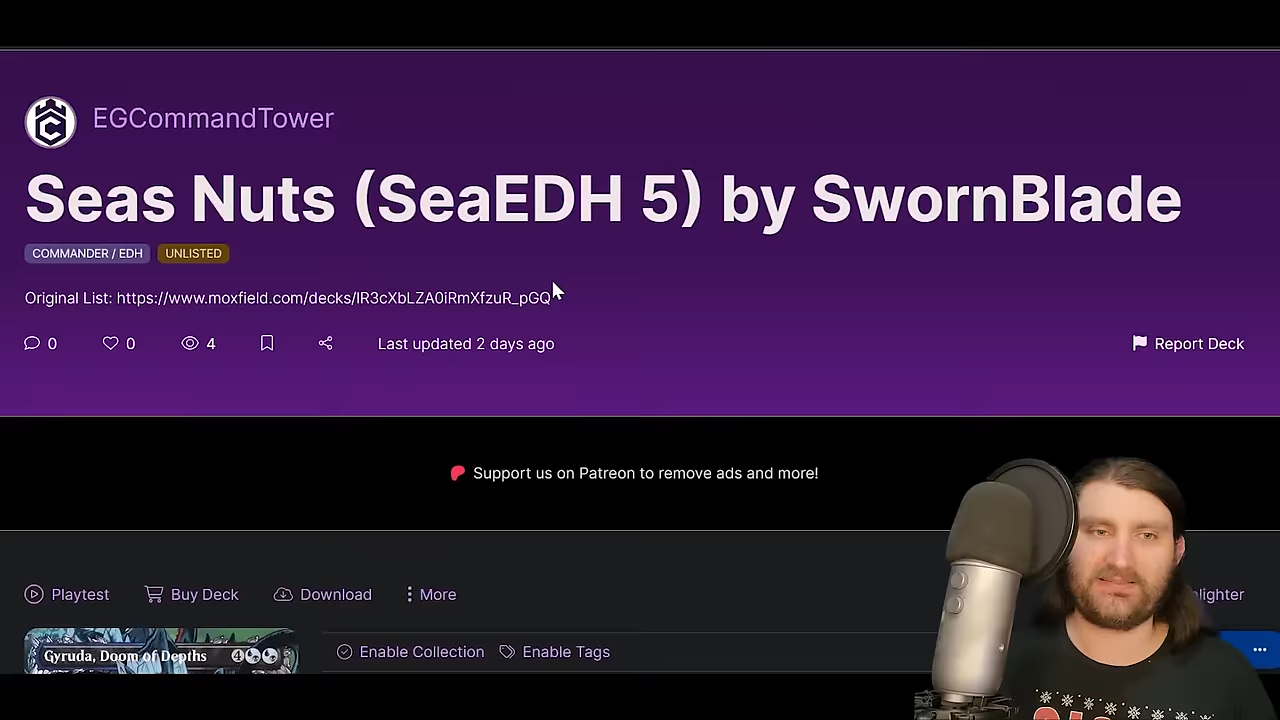 EGCommandTower
Seas Nuts (SeaEDH 5) by SwornBlade
COMMANDER / EDH UNLISTED
Original List: https://www.moxfield.com/decks/lR3cXbLZA0iRmXfzuR_pGQ
0 0 4 Last updated 2 days ago Report Deck
Support us on Patreon to remove ads and more!
Playtest Buy Deck Download More
Gyruda, Doom of Depths 4
Enable Collection Enable Tags